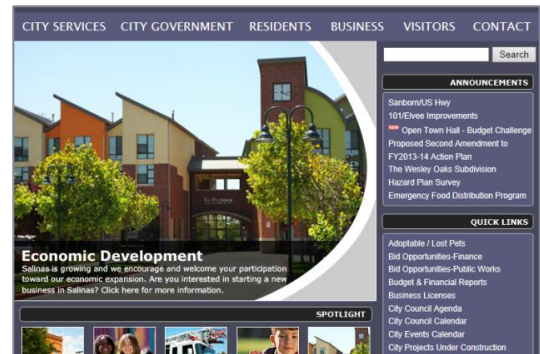 CITY SERVICES CITY GOVERNMENT RESIDENTS BUSINESS VISITORS CONTACT
Search
ANNOUNCEMENTS
Sanborn/US Hwy
101/Elvee Improvements
NEW Open Town Hall - Budget Challenge
Proposed Second Amendment to
FY2013-14 Action Plan
The Wesley Oaks Subdivision
Hazard Plan Survey
Emergency Food Distribution Program
Economic Development
Salinas is growing and we encourage and welcome your participation
toward our economic expansion. Are you interested in starting a new
business in Salinas? Click here for more information.
QUICK LINKS
Adoptable / Lost Pets
Bid Opportunities-Finance
Bid Opportunities-Public Works
Budget & Financial Reports
Business Licenses
City Council Agenda
City Council Calendar
City Events Calendar
City Projects Under Construction
SPOTLIGHT